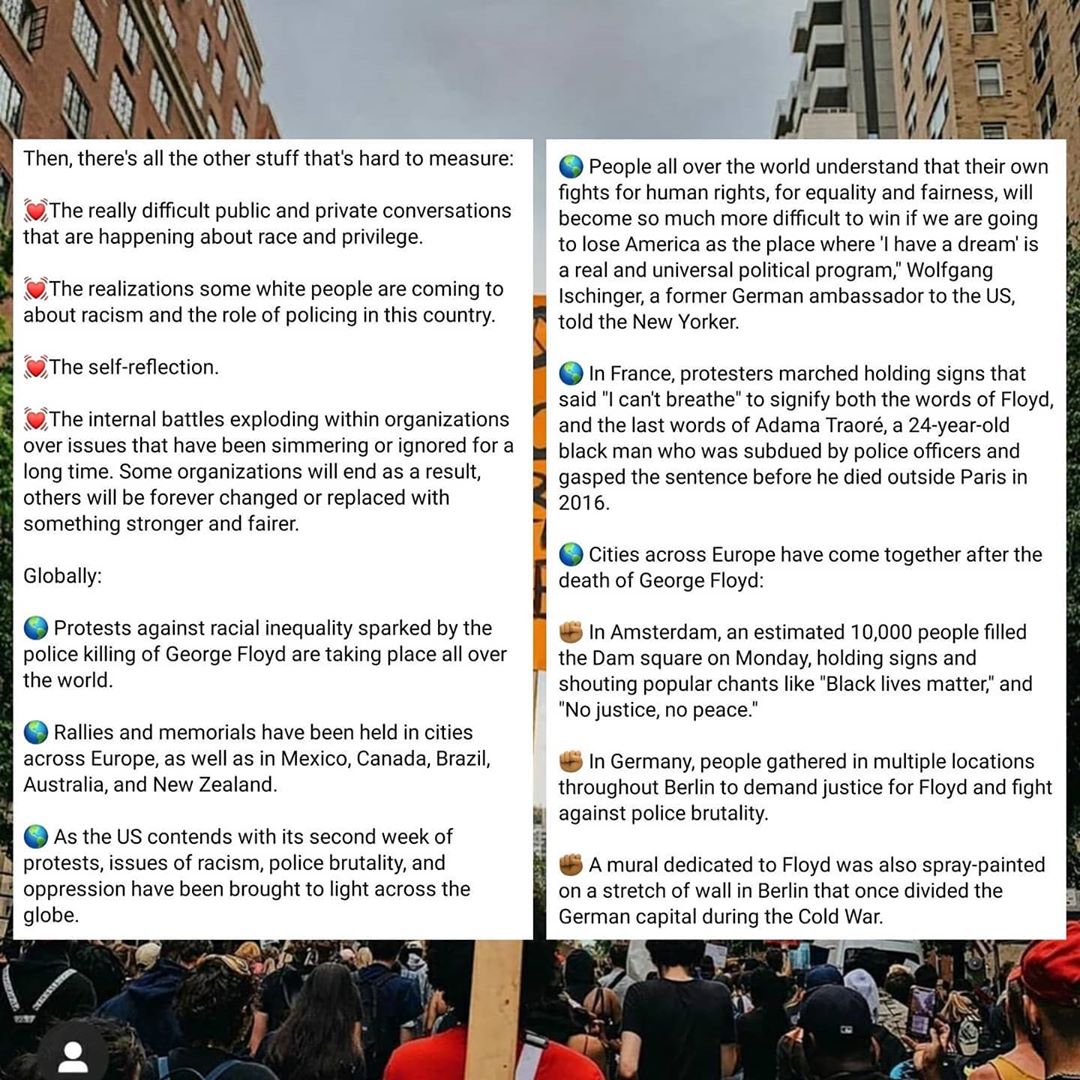 Then, there's all the other stuff that's hard to measure:
💓The really difficult public and private conversations
that are happening about race and privilege.
💓The realizations some white people are coming to
about racism and the role of policing in this country.
💓The self-reflection.
💓The internal battles exploding within organizations
over issues that have been simmering or ignored for a
long time. Some organizations will end as a result,
others will be forever changed or replaced with
something stronger and fairer.
Globally:
🌎 Protests against racial inequality sparked by the
police killing of George Floyd are taking place all over
the world.
🌎 Rallies and memorials have been held in cities
across Europe, as well as in Mexico, Canada, Brazil,
Australia, and New Zealand.
🌎 As the US contends with its second week of
protests, issues of racism, police brutality, and
oppression have been brought to light across the
globe.
🌎 People all over the world understand that their own
fights for human rights, for equality and fairness, will
become so much more difficult to win if we are going
to lose America as the place where 'I have a dream' is
a real and universal political program," Wolfgang
Ischinger, a former German ambassador to the US,
told the New Yorker.
🌎 In France, protesters marched holding signs that
said "I can't breathe" to signify both the words of Floyd,
and the last words of Adama Traoré, a 24-year-old
black man who was subdued by police officers and
gasped the sentence before he died outside Paris in
2016.
🌎 Cities across Europe have come together after the
death of George Floyd:
✊🏾 In Amsterdam, an estimated 10,000 people filled
the Dam square on Monday, holding signs and
shouting popular chants like "Black lives matter," and
"No justice, no peace."
✊🏾 In Germany, people gathered in multiple locations
throughout Berlin to demand justice for Floyd and fight
against police brutality.
✊🏾 A mural dedicated to Floyd was also spray-painted
on a stretch of wall in Berlin that once divided the
German capital during the Cold War.